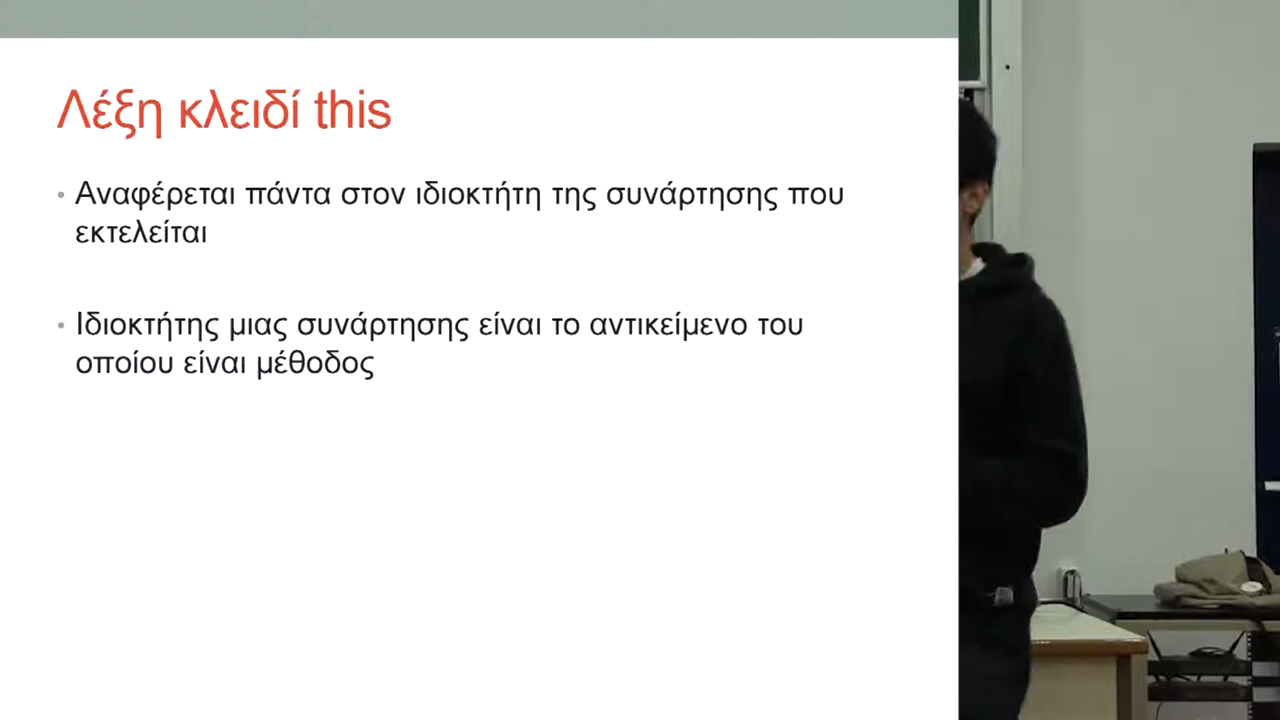 Λέξη κλειδί this
• Αναφέρεται πάντα στον ιδιοκτήτη της συνάρτησης που
εκτελείται
• Ιδιοκτήτης μιας συνάρτησης είναι το αντικείμενο του
οποίου είναι μέθοδος